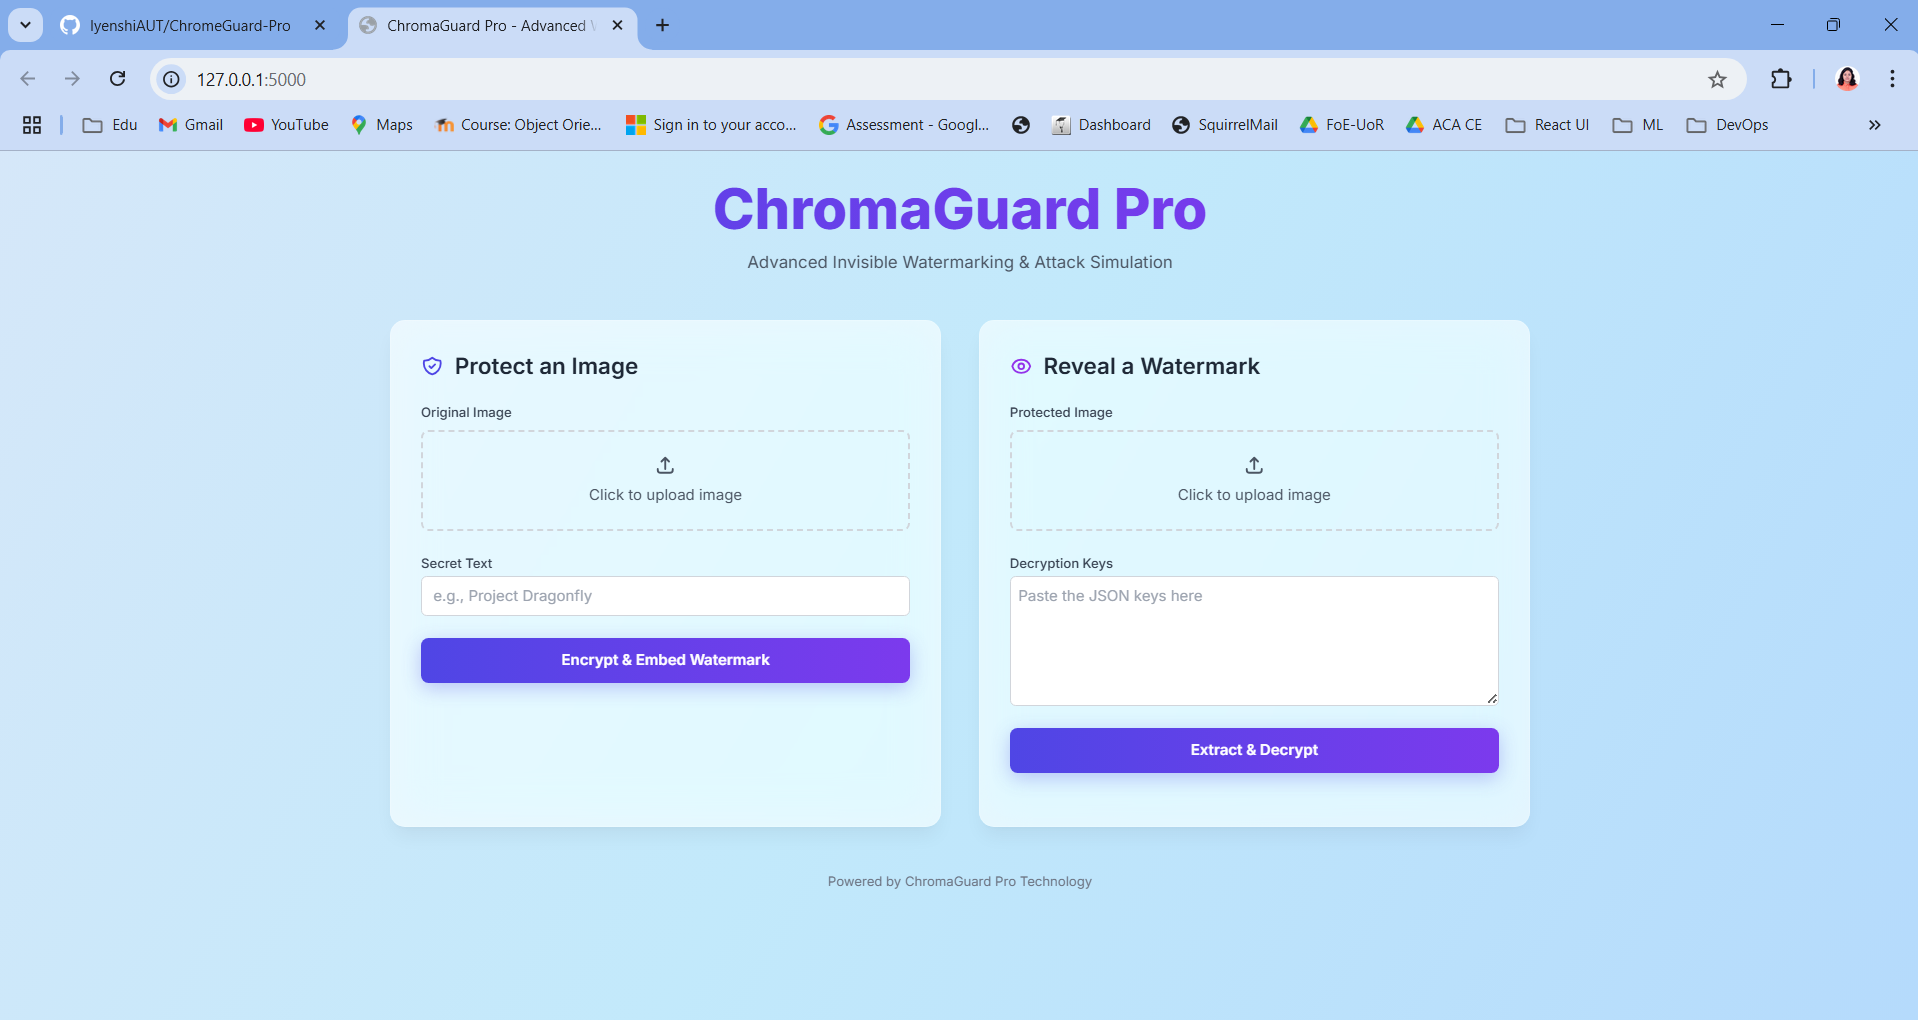 IyenshiAUT/ChromeGuard-Pro
ChromaGuard Pro - Advanced
127.0.0.1:5000
Edu Gmail YouTube Maps Course: Object Orie... Sign in to your acco... Assessment - Googl... Dashboard SquirrelMail FoE-UoR ACA CE React UI ML DevOps
ChromaGuard Pro
Advanced Invisible Watermarking & Attack Simulation
Protect an Image
Original Image
Click to upload image
Secret Text
e.g., Project Dragonfly
Encrypt & Embed Watermark
Reveal a Watermark
Protected Image
Click to upload image
Decryption Keys
Paste the JSON keys here
Extract & Decrypt
Powered by ChromaGuard Pro Technology